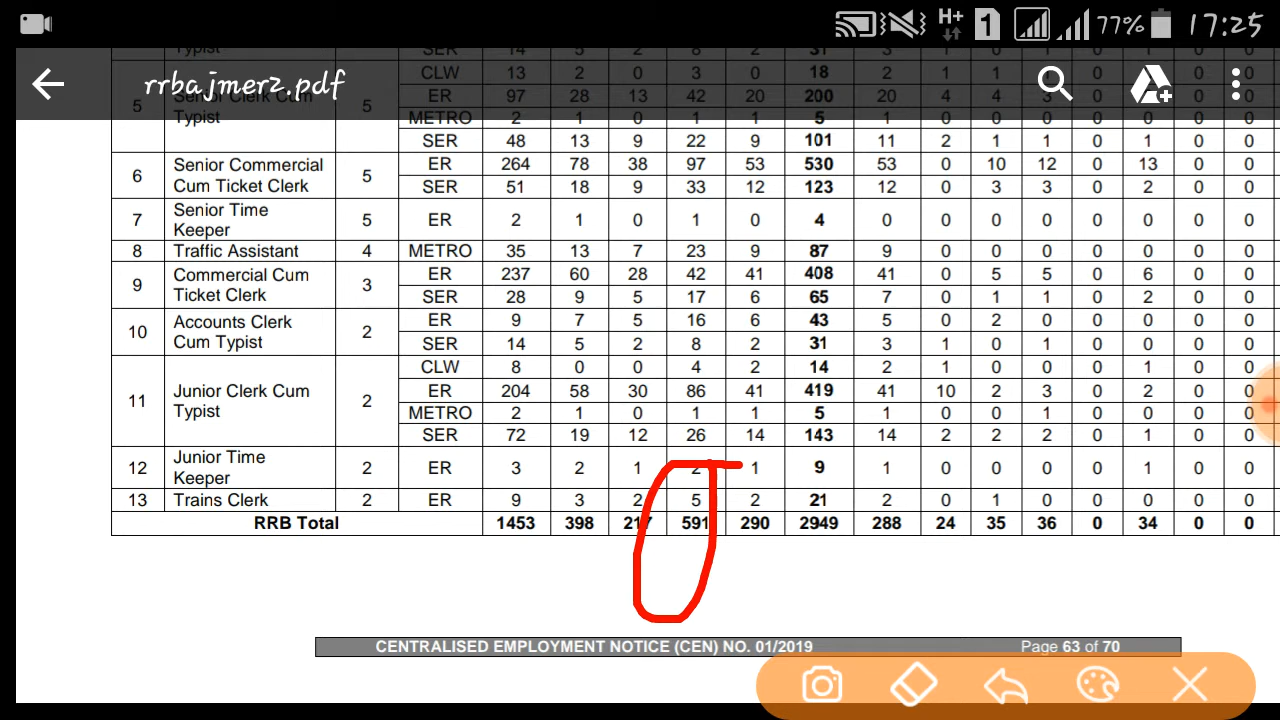 H+ 1 77% 17:25
Typist SER 14 5 2 8 2 31 3 1 0 1 0 1 0 0
rrbajmer2.pdf
CLW 13 2 0 3 0 18 2 1 1 1 0 0 0 0
5 Senior Clerk Cum Typist 5 ER 97 28 13 42 20 200 20 4 4 3 0 0 0
METRO 2 1 0 1 1 5 1 0 0 0 0 0 0 0
SER 48 13 9 22 9 101 11 2 1 1 0 1 0 0
6 Senior Commercial Cum Ticket Clerk 5 ER 264 78 38 97 53 530 53 0 10 12 0 13 0 0
SER 51 18 9 33 12 123 12 0 3 3 0 2 0 0
7 Senior Time Keeper 5 ER 2 1 0 1 0 4 0 0 0 0 0 0 0 0
8 Traffic Assistant 4 METRO 35 13 7 23 9 87 9 0 0 0 0 0 0 0
9 Commercial Cum Ticket Clerk 3 ER 237 60 28 42 41 408 41 0 5 5 0 6 0 0
SER 28 9 5 17 6 65 7 0 1 1 0 2 0 0
10 Accounts Clerk Cum Typist 2 ER 9 7 5 16 6 43 5 0 2 0 0 0 0 0
SER 14 5 2 8 2 31 3 1 0 1 0 0 0 0
11 Junior Clerk Cum Typist 2 CLW 8 0 0 4 2 14 2 1 0 0 0 1 0 0
ER 204 58 30 86 41 419 41 10 2 3 0 2 0 0
METRO 2 1 0 1 1 5 1 0 0 1 0 0 0 0
SER 72 19 12 26 14 143 14 2 2 2 0 1 0 0
12 Junior Time Keeper 2 ER 3 2 1 2 1 9 1 0 0 0 0 1 0 0
13 Trains Clerk 2 ER 9 3 2 5 2 21 2 0 1 0 0 0 0 0
RRB Total 1453 398 217 591 290 2949 288 24 35 36 0 34 0 0
CENTRALISED EMPLOYMENT NOTICE (CEN) NO. 01/2019 Page 63 of 70